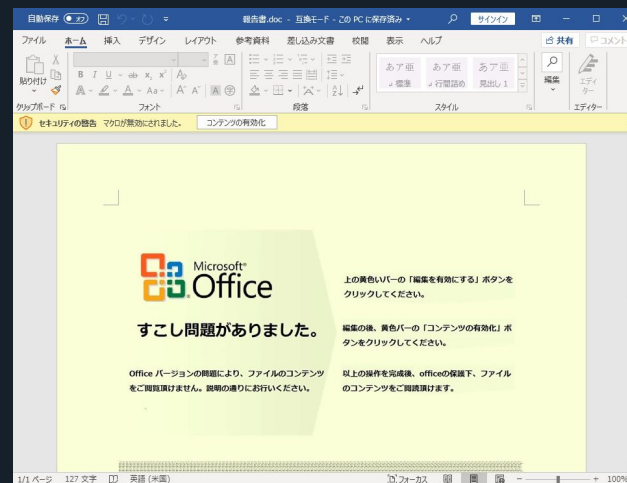 自動保存 オフ 報告書.doc - 互換モード - この PC に保存済み サインイン
ファイル ホーム 挿入 デザイン レイアウト 参考資料 差し込み文書 校閲 表示 ヘルプ 共有 コメント
貼り付け
B I U ab x₂ x² A
A A Aa A A A
あア亜 あア亜 あア亜
標準 行間詰め 見出し 1
編集 エディター
クリップボード フォント 段落 スタイル エディター
セキュリティの警告 マクロが無効にされました。 コンテンツの有効化
Microsoft®
Office
すこし問題がありました。
Office バージョンの問題により、ファイルのコンテンツ
をご閲覧頂けません。説明の通りにお行いください。
上の黄色いバーの「編集を有効にする」ボタンを
クリックしてください。
編集の後、黄色バーの「コンテンツの有効化」ボ
タンをクリックしてください。
以上の操作を完成後、officeの保護下、ファイル
のコンテンツをご閲読頂けます。
1/1 ページ 127 文字 英語 (米国) フォーカス 100%